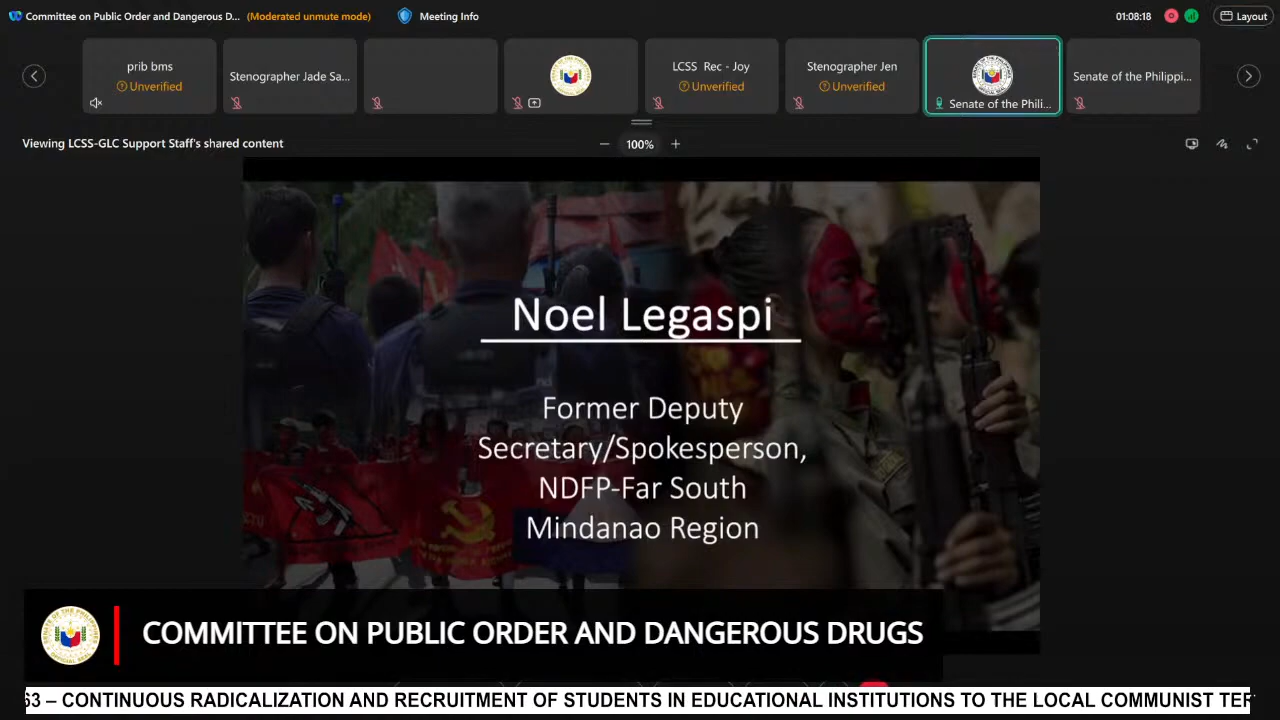 Committee on Public Order and Dangerous D... (Moderated unmute mode) Meeting Info 01:08:18 Layout
prib bms
Unverified
Stenographer Jade Sa...
LCSS Rec - Joy
Unverified
Stenographer Jen
Unverified
Senate of the Phili...
Senate of the Philippi...
Viewing LCSS-GLC Support Staff's shared content
100%
Noel Legaspi
Former Deputy
Secretary/Spokesperson,
NDFP-Far South
Mindanao Region
COMMITTEE ON PUBLIC ORDER AND DANGEROUS DRUGS
63 – CONTINUOUS RADICALIZATION AND RECRUITMENT OF STUDENTS IN EDUCATIONAL INSTITUTIONS TO THE LOCAL COMMUNIST